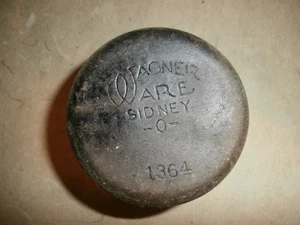 WAGNER
WARE
SIDNEY
-O-
1364